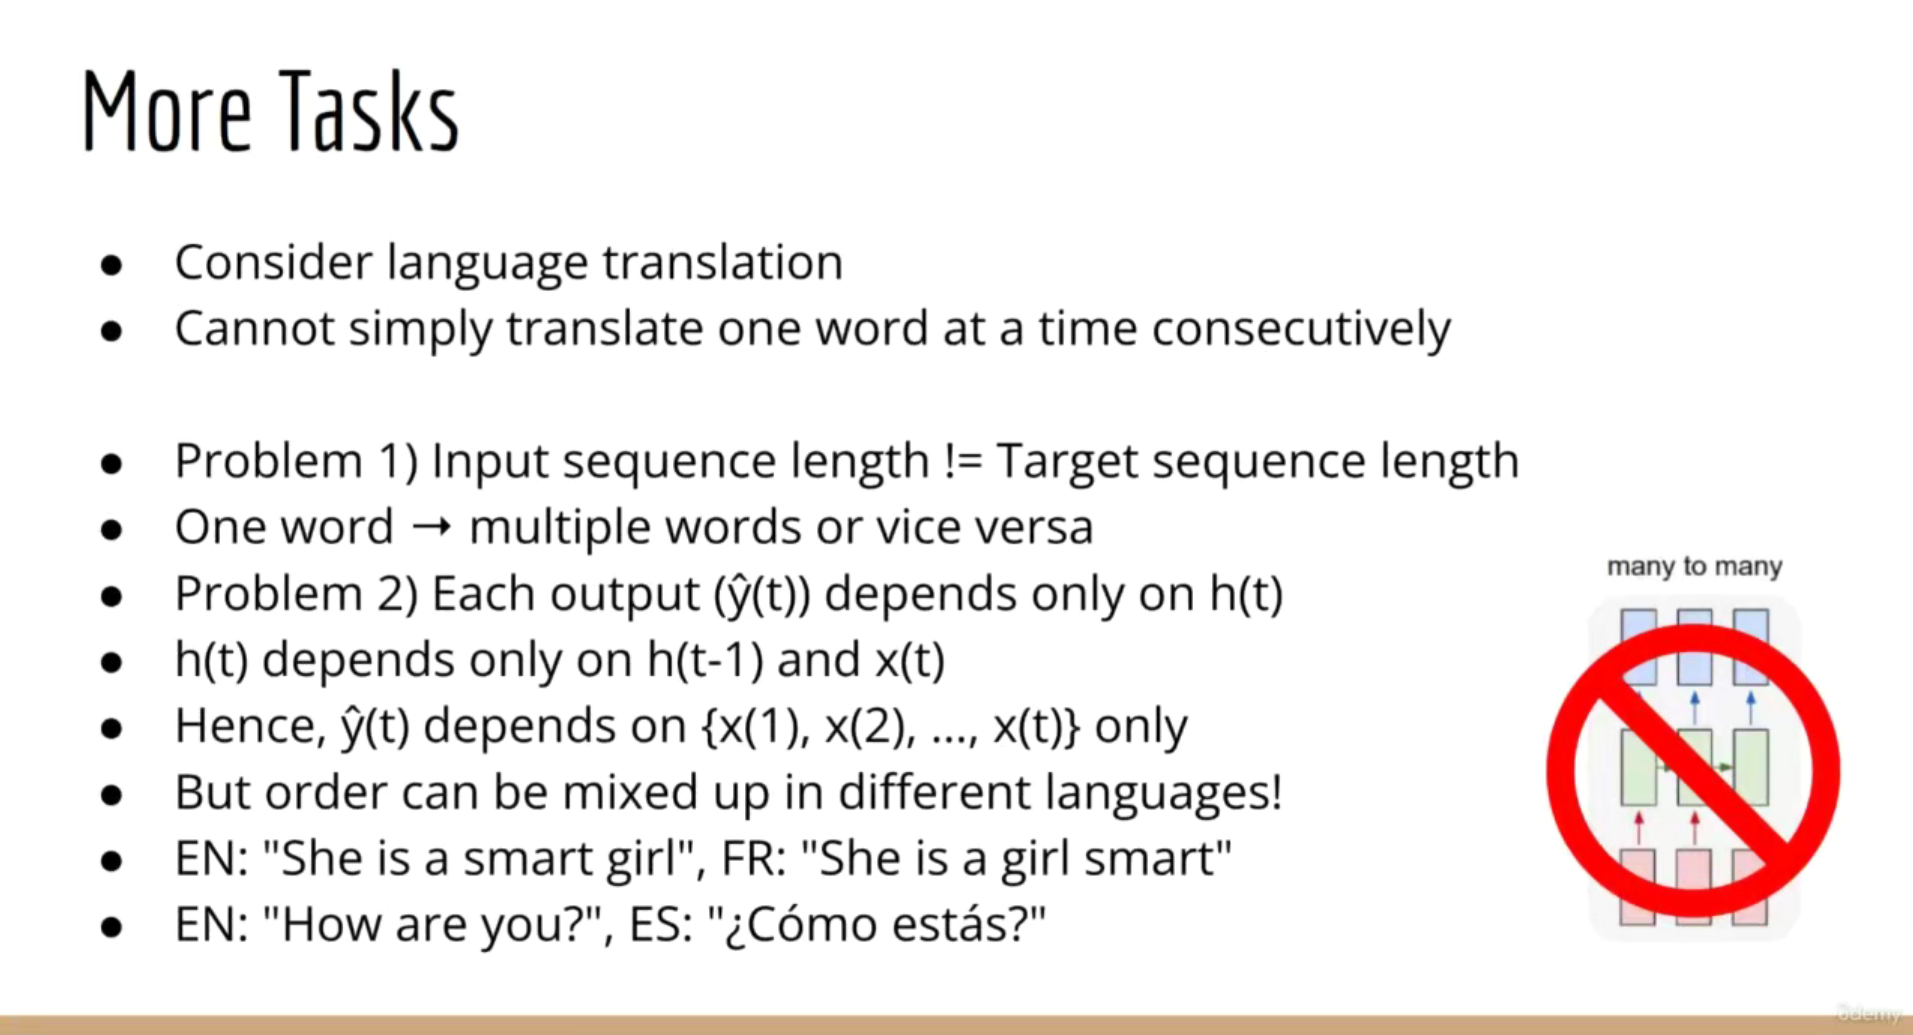 More Tasks
● Consider language translation
● Cannot simply translate one word at a time consecutively
● Problem 1) Input sequence length != Target sequence length
● One word → multiple words or vice versa
● Problem 2) Each output (ŷ(t)) depends only on h(t)
● h(t) depends only on h(t-1) and x(t)
● Hence, ŷ(t) depends on {x(1), x(2), ..., x(t)} only
● But order can be mixed up in different languages!
● EN: "She is a smart girl", FR: "She is a girl smart"
● EN: "How are you?", ES: "¿Cómo estás?"
many to many
ûdemy